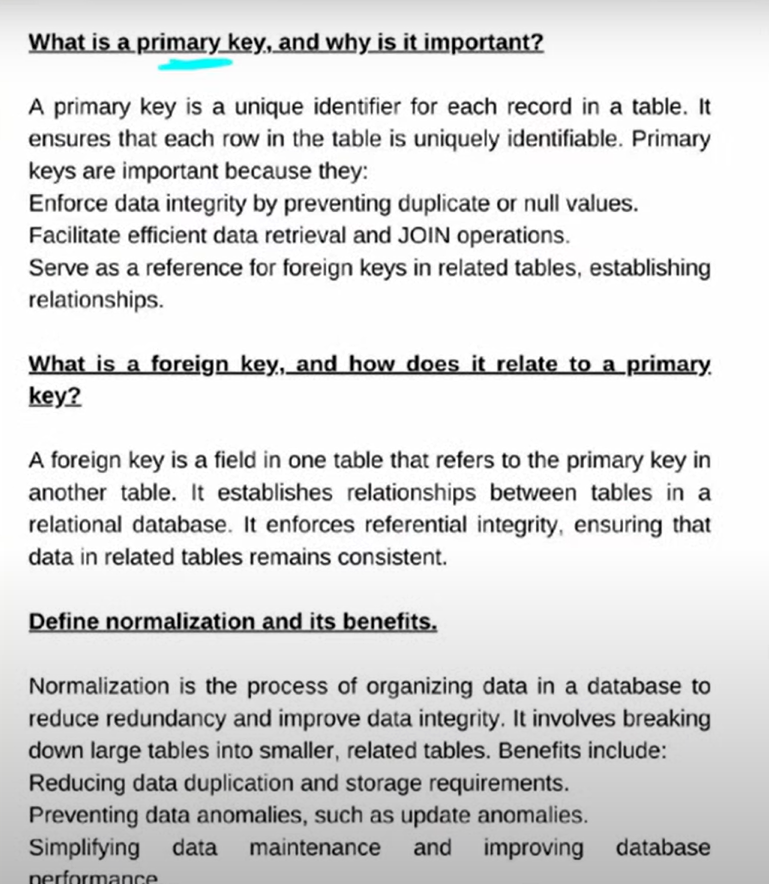 What is a primary key, and why is it important?
A primary key is a unique identifier for each record in a table. It
ensures that each row in the table is uniquely identifiable. Primary
keys are important because they:
Enforce data integrity by preventing duplicate or null values.
Facilitate efficient data retrieval and JOIN operations.
Serve as a reference for foreign keys in related tables, establishing
relationships.
What is a foreign key, and how does it relate to a primary
key?
A foreign key is a field in one table that refers to the primary key in
another table. It establishes relationships between tables in a
relational database. It enforces referential integrity, ensuring that
data in related tables remains consistent.
Define normalization and its benefits.
Normalization is the process of organizing data in a database to
reduce redundancy and improve data integrity. It involves breaking
down large tables into smaller, related tables. Benefits include:
Reducing data duplication and storage requirements.
Preventing data anomalies, such as update anomalies.
Simplifying data maintenance and improving database
performance